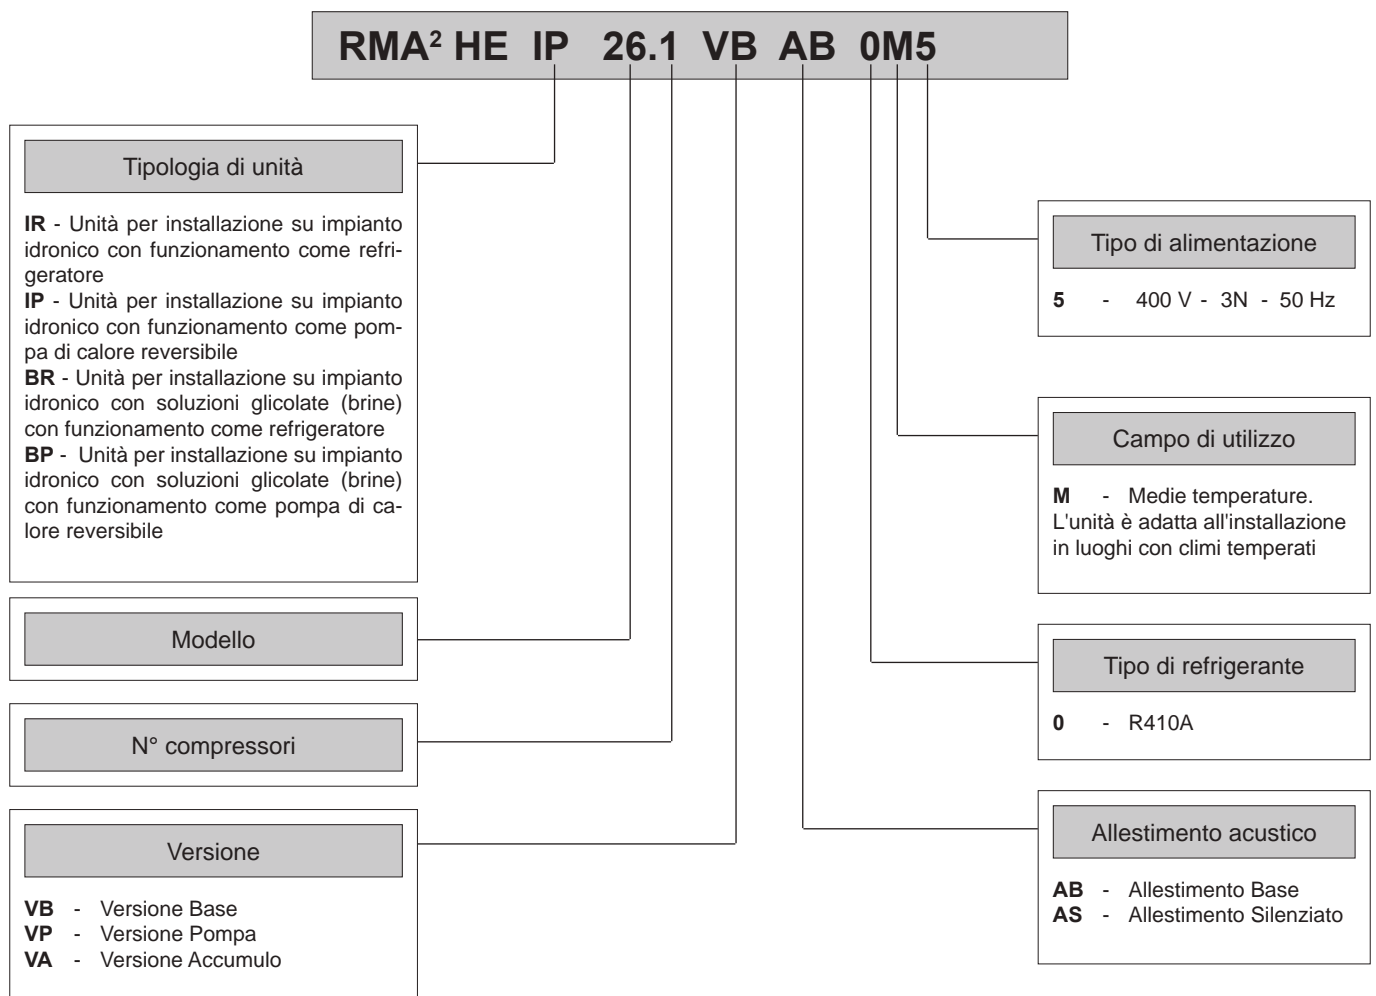 RMA² HE IP 26.1 VB AB 0M5
Tipologia di unità
IR - Unità per installazione su impianto
idronico con funzionamento come refri-
geratore
IP - Unità per installazione su impianto
idronico con funzionamento come pom-
pa di calore reversibile
BR - Unità per installazione su impianto
idronico con soluzioni glicolate (brine)
con funzionamento come refrigeratore
BP - Unità per installazione su impianto
idronico con soluzioni glicolate (brine)
con funzionamento come pompa di ca-
lore reversibile
Modello
N° compressori
Versione
VB - Versione Base
VP - Versione Pompa
VA - Versione Accumulo
Tipo di alimentazione
5 - 400 V - 3N - 50 Hz
Campo di utilizzo
M - Medie temperature.
L'unità è adatta all'installazione
in luoghi con climi temperati
Tipo di refrigerante
0 - R410A
Allestimento acustico
AB - Allestimento Base
AS - Allestimento Silenziato